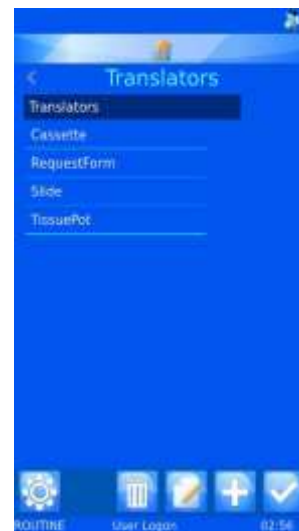 Translators
Translators
Cassette
RequestForm
Slide
TissuePot
ROUTINE User Logon 02:56